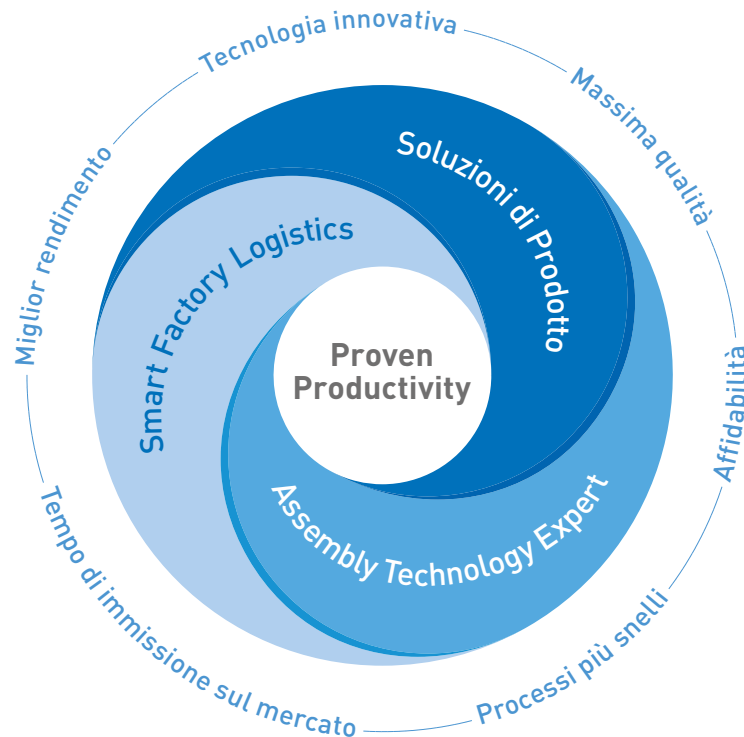 Tecnologia innovativa
Massima qualità
Affidabilità
Processi più snelli
Tempo di immissione sul mercato
Miglior rendimento
Soluzioni di Prodotto
Assembly Technology Expert
Smart Factory Logistics
Proven
Productivity